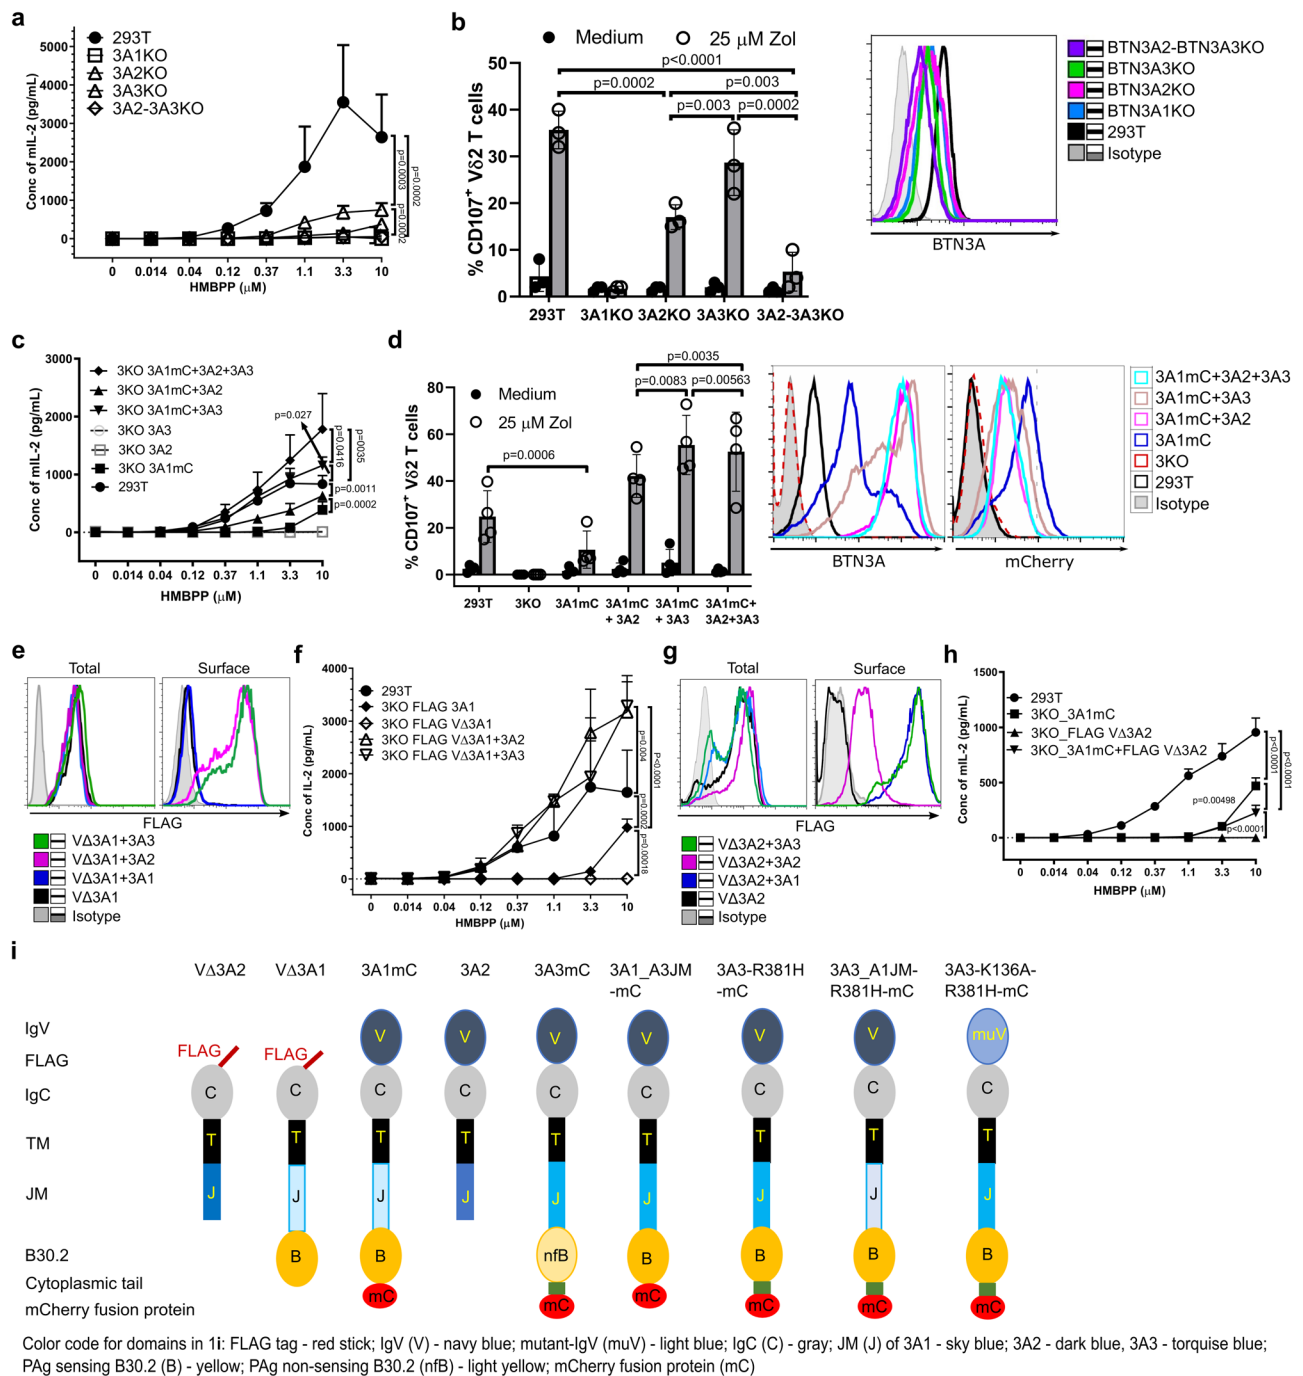 a
Conc of mIL-2 (pg/mL)
5000
4000
3000
2000
1000
0
293T
3A1KO
3A2KO
3A3KO
3A2-3A3KO
p=0.0003
p=0.0002
p=0.0002
0 0.014 0.04 0.12 0.37 1.1 3.3 10
HMBPP (μM)
b
Medium 25 μM Zol
% CD107+ Vδ2 T cells
50
40
30
20
10
0
p<0.0001
p=0.0002 p=0.003
p=0.003 p=0.0002
293T 3A1KO 3A2KO 3A3KO 3A2-3A3KO
BTN3A
BTN3A2-BTN3A3KO
BTN3A3KO
BTN3A2KO
BTN3A1KO
293T
Isotype
c
Conc of mIL-2 (pg/mL)
3000
2000
1000
0
3KO 3A1mC+3A2+3A3
3KO 3A1mC+3A2
3KO 3A1mC+3A3
3KO 3A3
3KO 3A2
3KO 3A1mC
293T
p=0.027
p=0.0416
p=0035
p=0.0011
p=0.0002
0 0.014 0.04 0.12 0.37 1.1 3.3 10
HMBPP (μM)
d
% CD107+ Vδ2 T cells
80
60
40
20
0
Medium
25 μM Zol
p=0.0006
p=0.0035
p=0.0083 p=0.00563
293T 3KO 3A1mC 3A1mC + 3A2 3A1mC + 3A3 3A1mC+ 3A2+3A3
BTN3A
mCherry
3A1mC+3A2+3A3
3A1mC+3A3
3A1mC+3A2
3A1mC
3KO
293T
Isotype
e
Total Surface
FLAG
VΔ3A1+3A3
VΔ3A1+3A2
VΔ3A1+3A1
VΔ3A1
Isotype
f
Conc of IL-2 (pg/mL)
4000
3000
2000
1000
0
293T
3KO FLAG 3A1
3KO FLAG VΔ3A1
3KO FLAG VΔ3A1+3A2
3KO FLAG VΔ3A1+3A3
p=0.004
p<0.0001
p=0.0002
p=0.00018
0 0.014 0.04 0.12 0.37 1.1 3.3 10
HMBPP (μM)
g
Total Surface
FLAG
VΔ3A2+3A3
VΔ3A2+3A2
VΔ3A2+3A1
VΔ3A2
Isotype
h
Conc of mIL-2 (pg/mL)
1500
1000
500
0
293T
3KO_3A1mC
3KO_FLAG VΔ3A2
3KO_3A1mC+FLAG VΔ3A2
p=0.00498
p<0.0001
p<0.0001
p<0.0001
0 0.014 0.04 0.12 0.37 1.1 3.3 10
HMBPP (μM)
i
VΔ3A2 VΔ3A1 3A1mC 3A2 3A3mC 3A1_A3JM 3A3-R381H 3A3_A1JM- 3A3-K136A-
-mC -mC R381H-mC R381H-mC
IgV V V V V V V muV
FLAG FLAG FLAG
IgC C C C C C C C C C
TM T T T T T T T T T
JM J J J J J J J J J
B30.2 B B nfB B B B B
Cytoplasmic tail
mCherry fusion protein mC mC mC mC mC mC
Color code for domains in 1i: FLAG tag - red stick; IgV (V) - navy blue; mutant-IgV (muV) - light blue; IgC (C) - gray; JM (J) of 3A1 - sky blue; 3A2 - dark blue, 3A3 - torquise blue;
PAg sensing B30.2 (B) - yellow; PAg non-sensing B30.2 (nfB) - light yellow; mCherry fusion protein (mC)